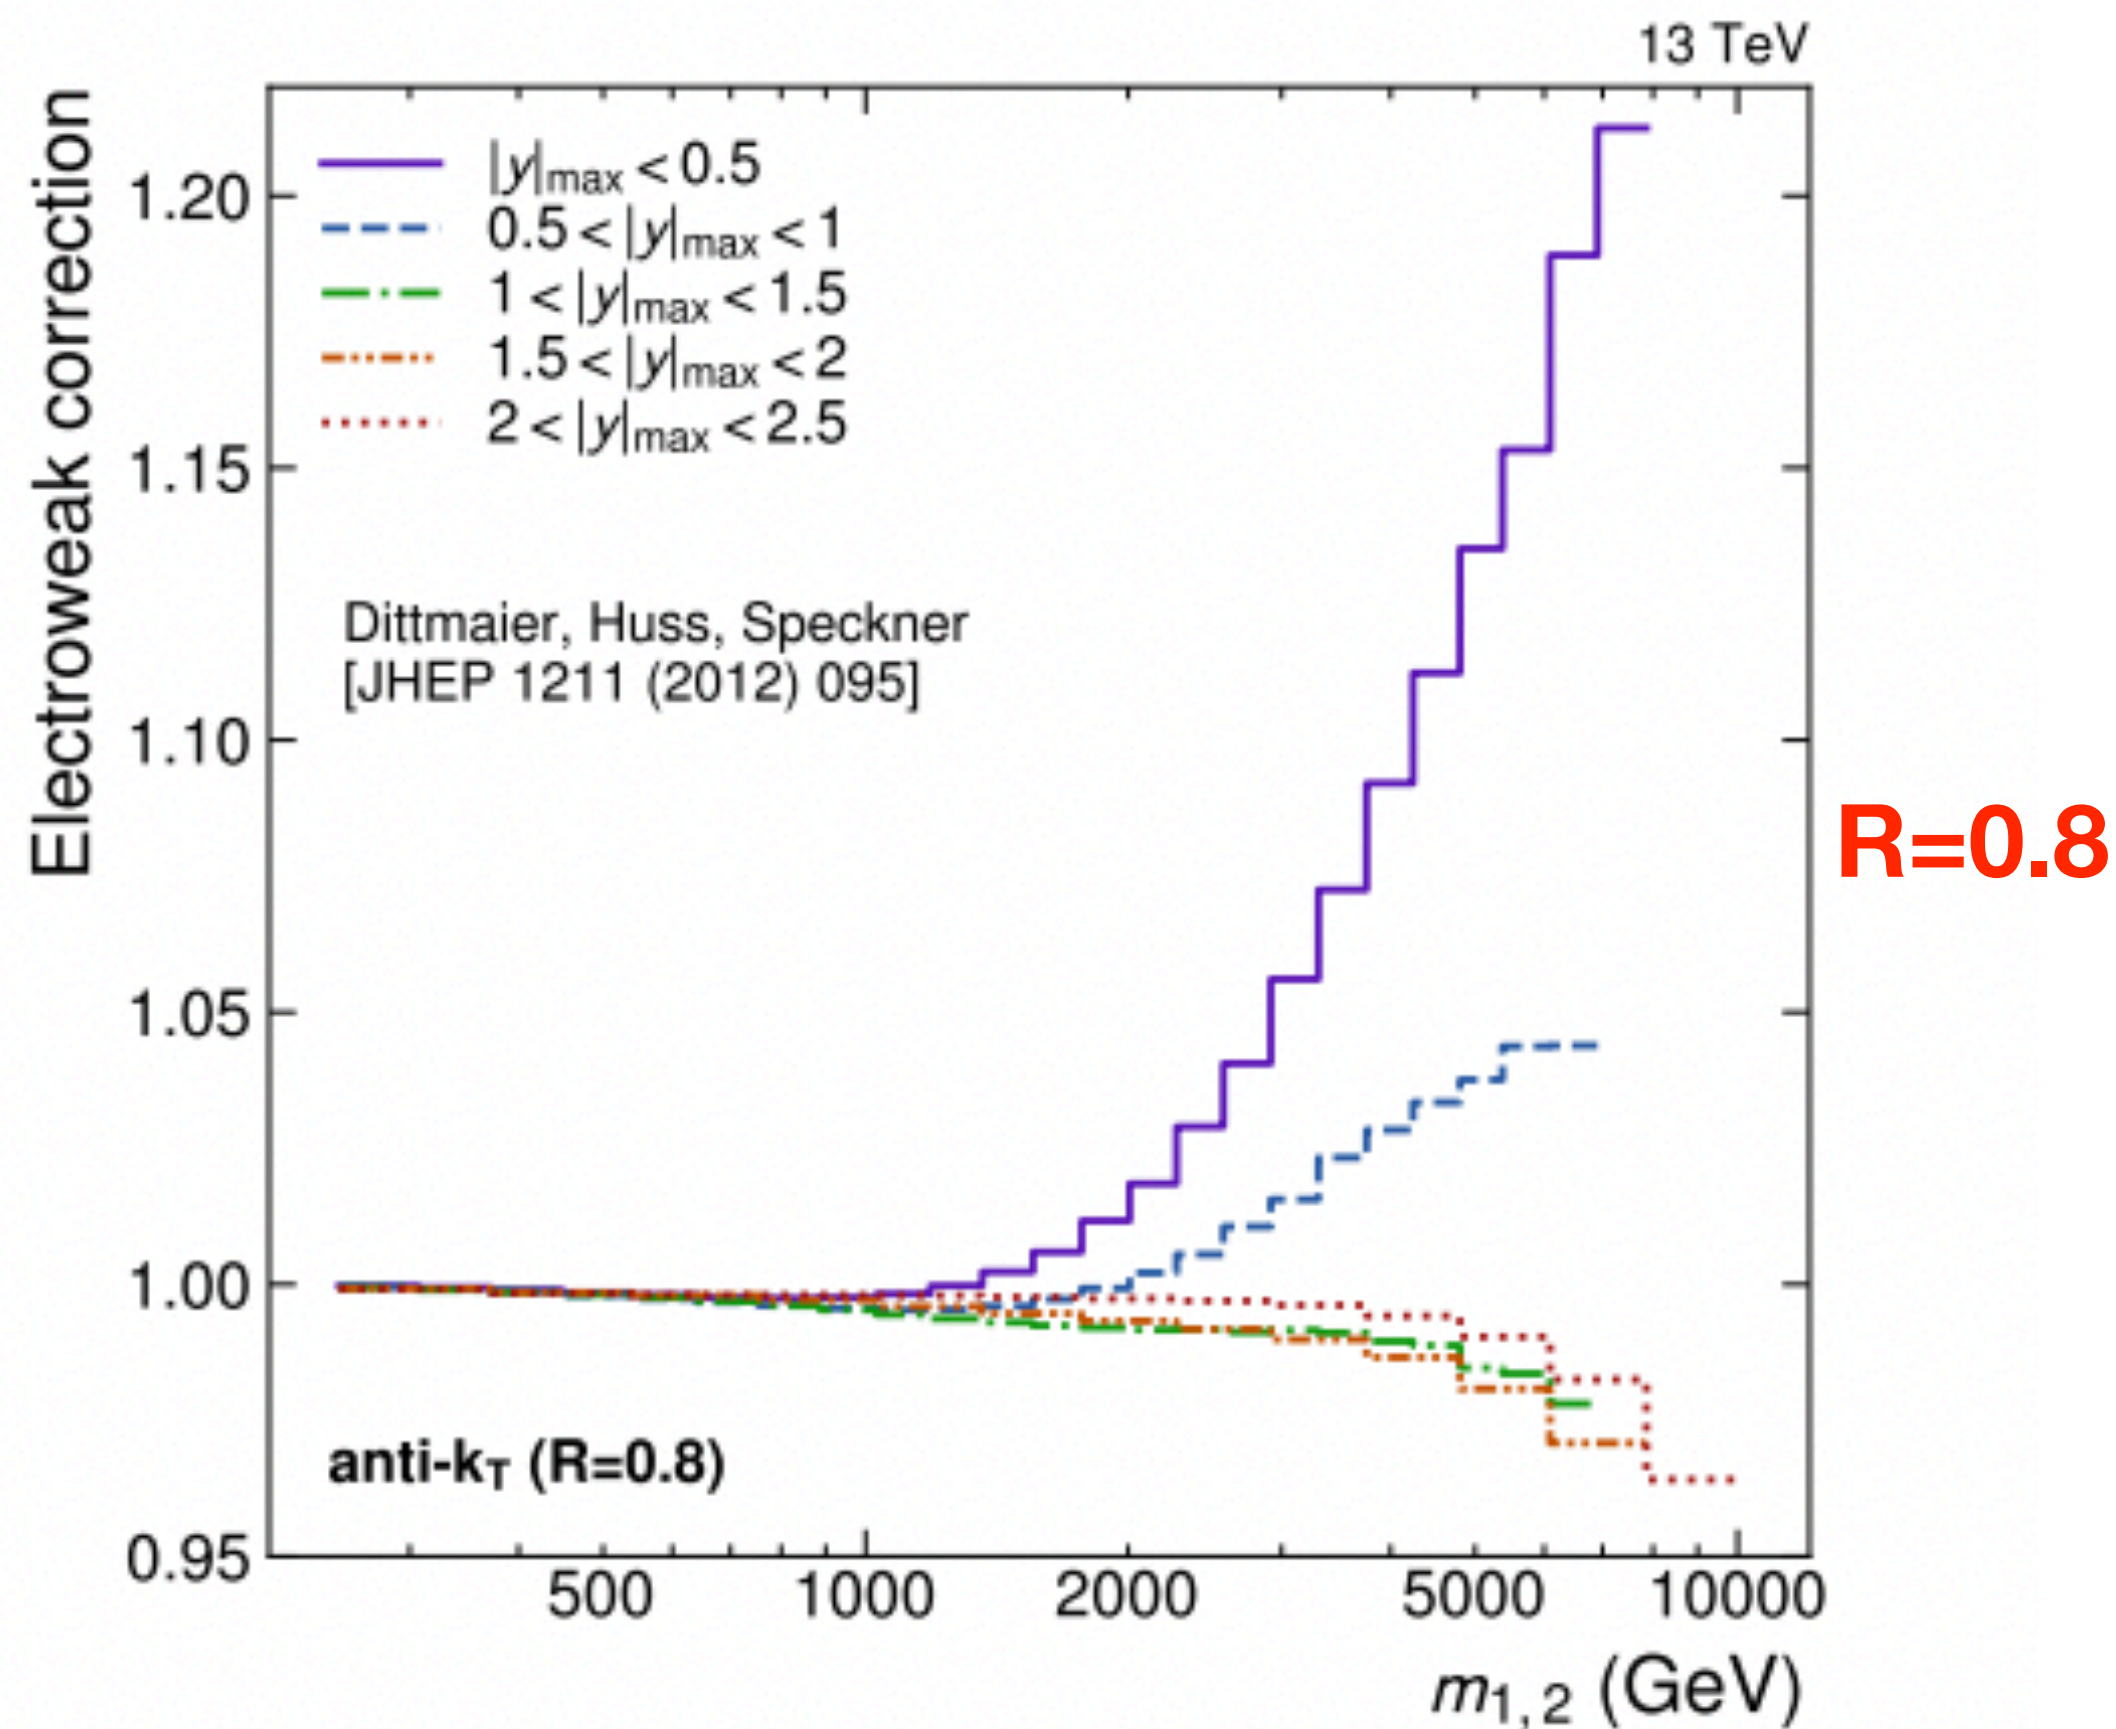 13 TeV
Electroweak correction
1.20
1.15
1.10
1.05
1.00
0.95
|y|max < 0.5
0.5 < |y|max < 1
1 < |y|max < 1.5
1.5 < |y|max < 2
2 < |y|max < 2.5
Dittmaier, Huss, Speckner
[JHEP 1211 (2012) 095]
R=0.8
anti-kT (R=0.8)
500 1000 2000 5000 10000
m1, 2 (GeV)